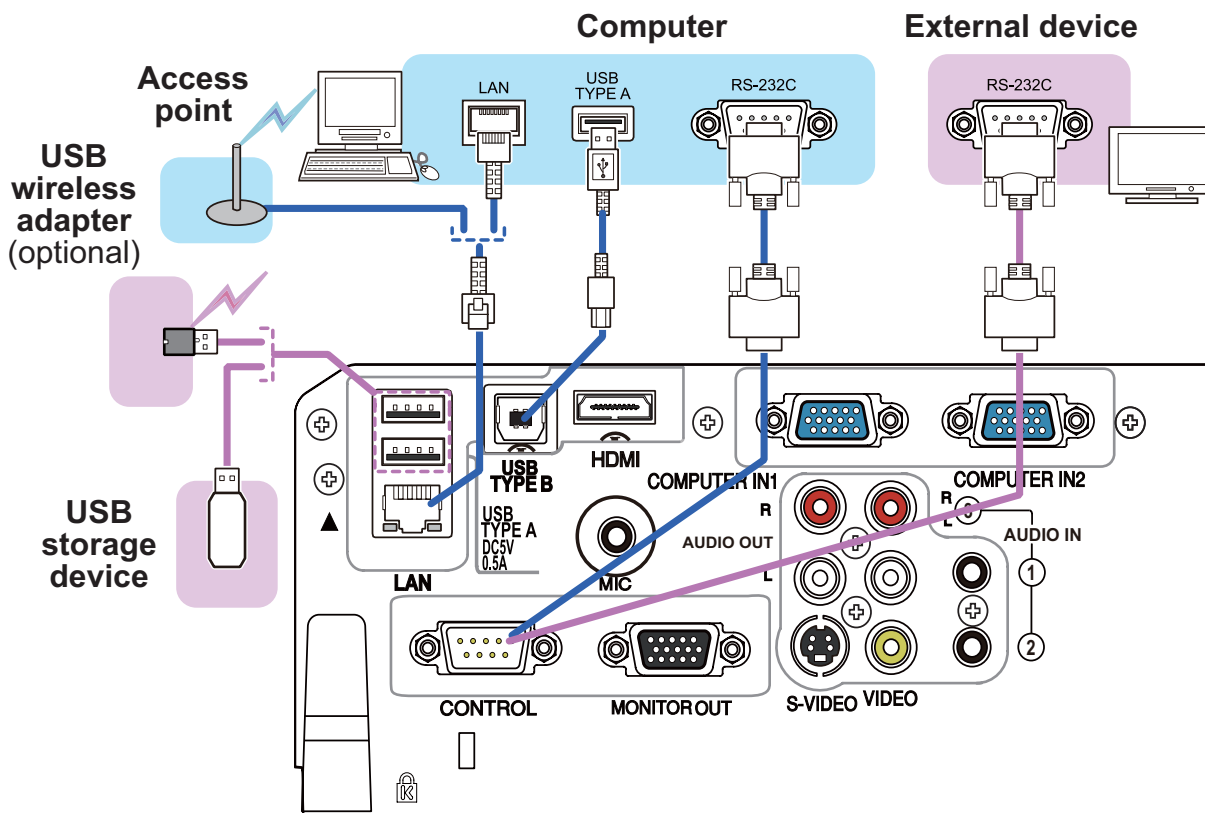 Computer
External device
Access
point
LAN
USB
TYPE A
RS-232C
RS-232C
USB
wireless
adapter
(optional)
USB
storage
device
USB
TYPE B
HDMI
COMPUTER IN1
COMPUTER IN2
USB
TYPE A
DC5V
0.5A
LAN
MIC
R
AUDIO OUT
L
R
L
3
AUDIO IN
1
2
CONTROL
MONITOR OUT
S-VIDEO
VIDEO
K